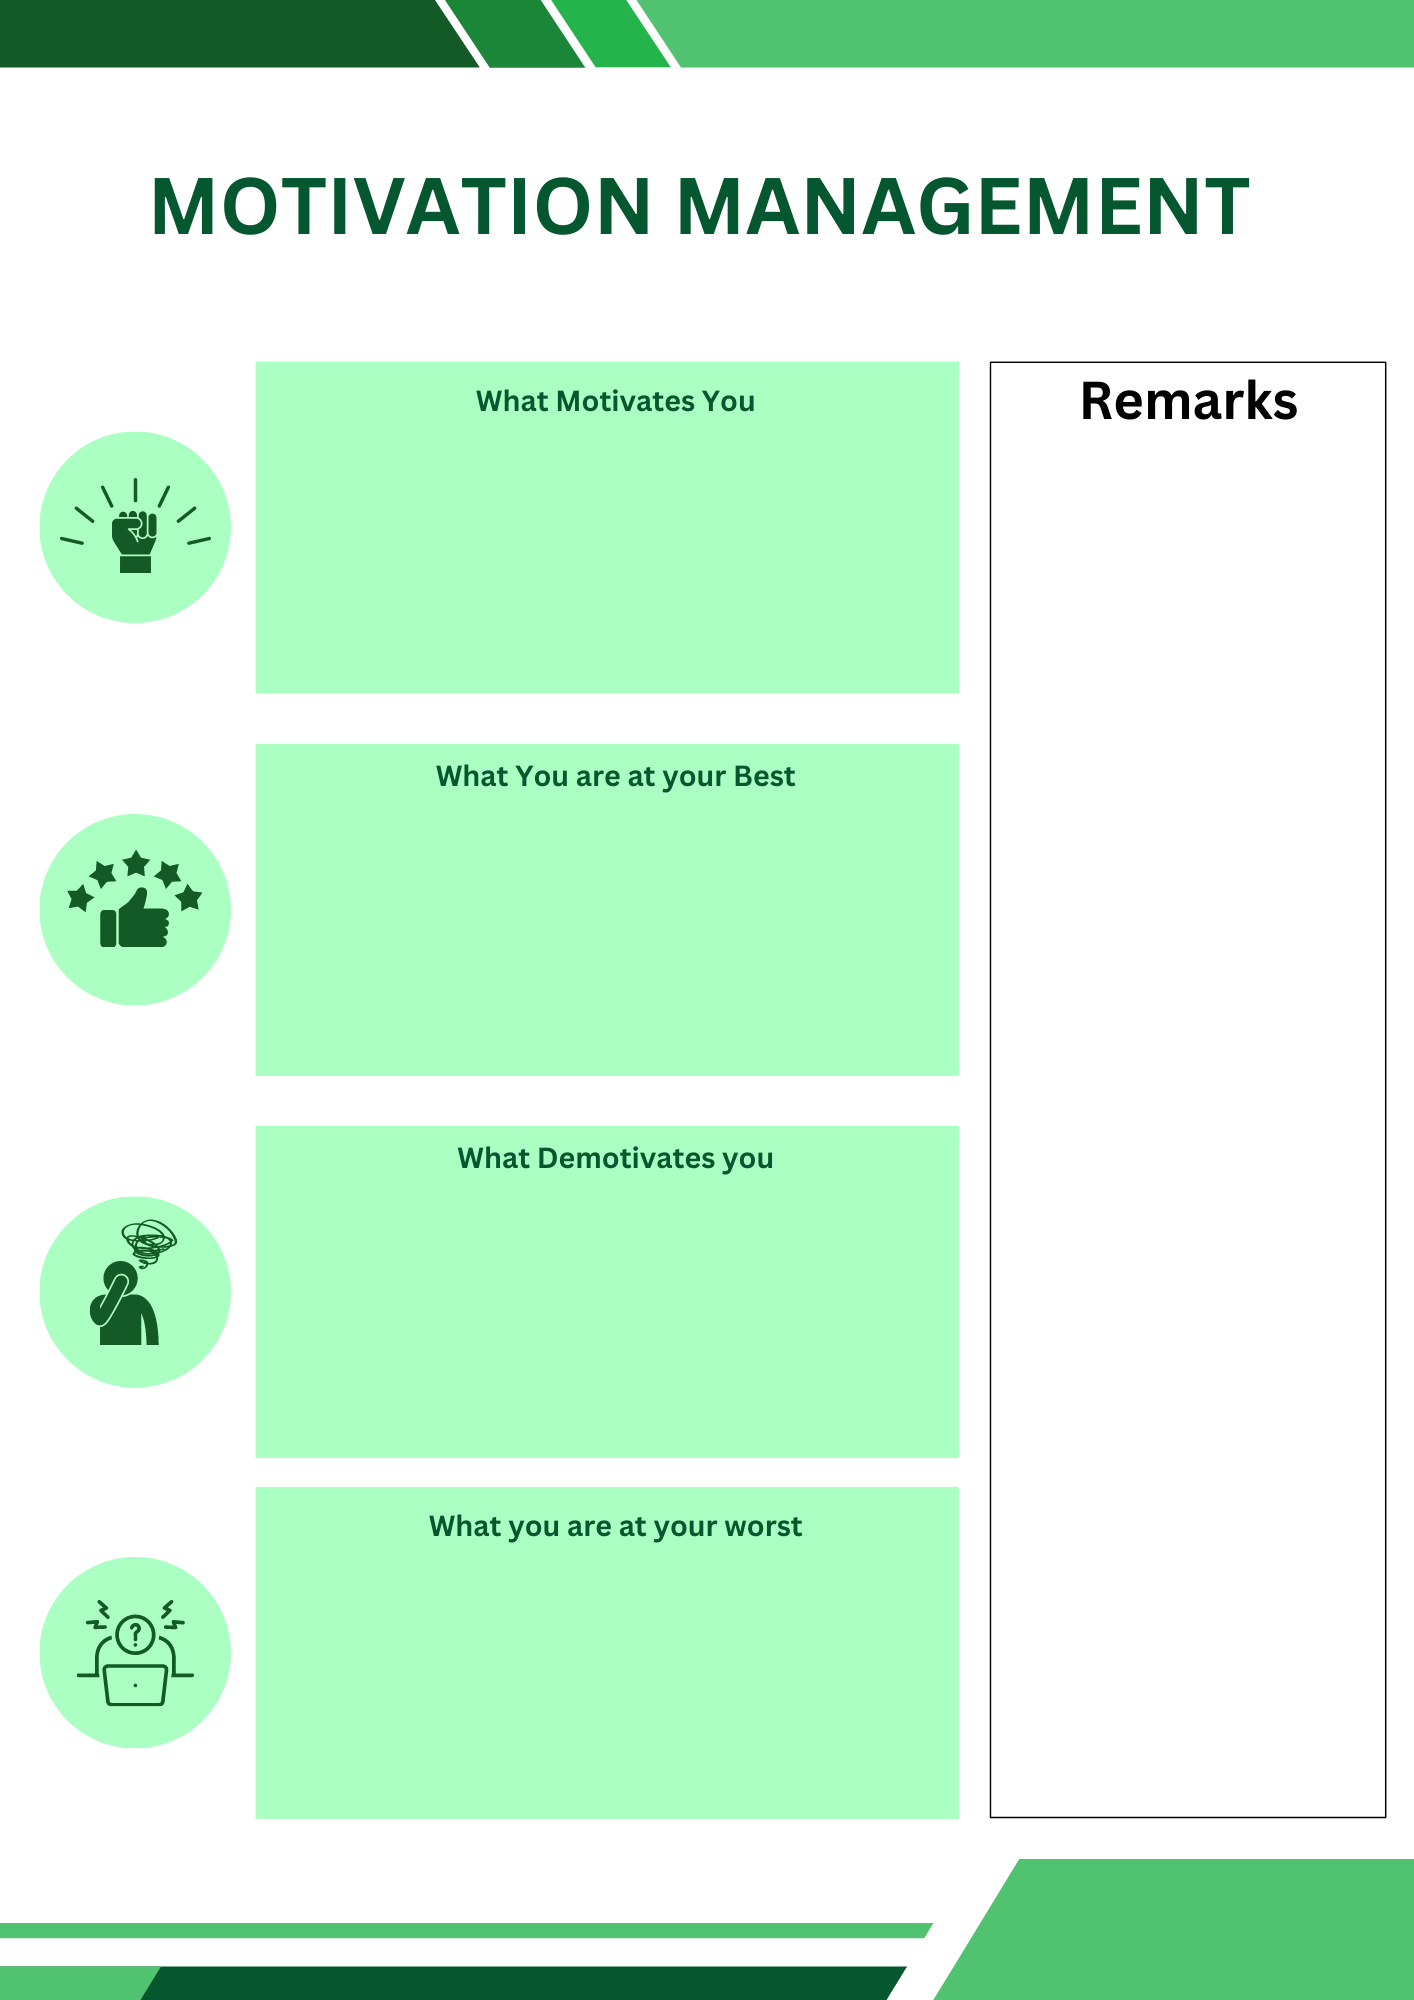 MOTIVATION MANAGEMENT
What Motivates You
Remarks
What You are at your Best
What Demotivates you
?
What you are at your worst